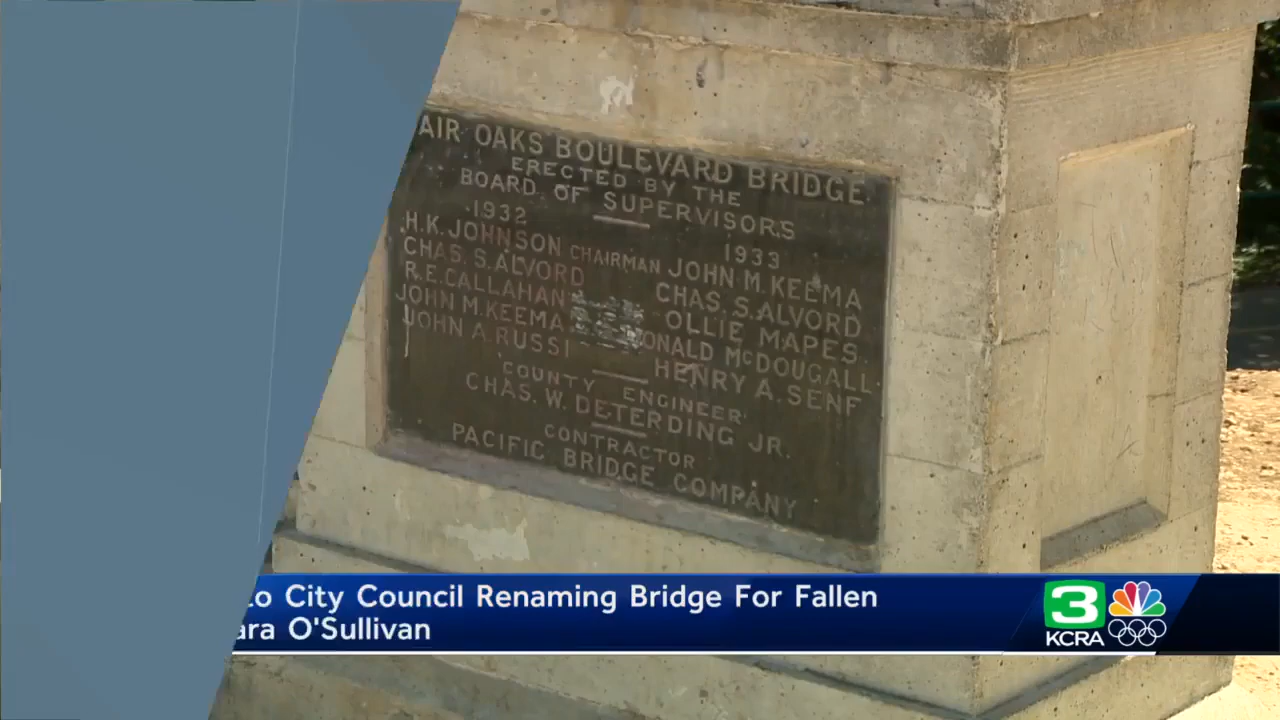 AIR OAKS BOULEVARD BRIDGE
ERECTED BY THE
BOARD OF SUPERVISORS
1932 1933
H.K. JOHNSON CHAIRMAN JOHN M. KEEMA
CHAS. S. ALVORD CHAS. S. ALVORD
R.E. CALLAHAN OLLIE MAPES
JOHN M. KEEMA ONALD McDOUGALL
JOHN A. RUSSI HENRY A. SENF
COUNTY ENGINEER
CHAS. W. DETERDING JR.
CONTRACTOR
PACIFIC BRIDGE COMPANY
to City Council Renaming Bridge For Fallen
ara O'Sullivan
3
KCRA